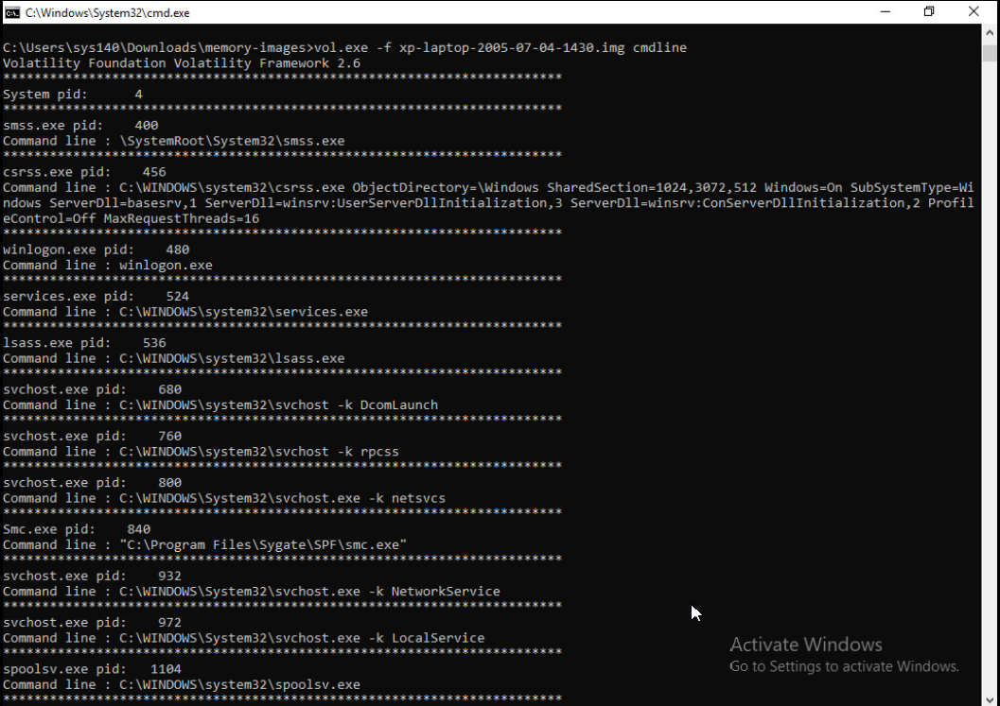 C:\Windows\System32\cmd.exe
C:\Users\sys140\Downloads\memory-images>vol.exe -f xp-laptop-2005-07-04-1430.img cmdline
Volatility Foundation Volatility Framework 2.6
************************************************************************
System pid:      4
************************************************************************
smss.exe pid:    400
Command line : \SystemRoot\System32\smss.exe
************************************************************************
csrss.exe pid:    456
Command line : C:\WINDOWS\system32\csrss.exe ObjectDirectory=\Windows SharedSection=1024,3072,512 Windows=On SubSystemType=Wi
ndows ServerDll=basesrv,1 ServerDll=winsrv:UserServerDllInitialization,3 ServerDll=winsrv:ConServerDllInitialization,2 Profil
eControl=Off MaxRequestThreads=16
************************************************************************
winlogon.exe pid:    480
Command line : winlogon.exe
************************************************************************
services.exe pid:    524
Command line : C:\WINDOWS\system32\services.exe
************************************************************************
lsass.exe pid:    536
Command line : C:\WINDOWS\system32\lsass.exe
************************************************************************
svchost.exe pid:    680
Command line : C:\WINDOWS\system32\svchost -k DcomLaunch
************************************************************************
svchost.exe pid:    760
Command line : C:\WINDOWS\system32\svchost -k rpcss
************************************************************************
svchost.exe pid:    800
Command line : C:\WINDOWS\System32\svchost.exe -k netsvcs
************************************************************************
Smc.exe pid:    840
Command line : "C:\Program Files\Sygate\SPF\smc.exe"
************************************************************************
svchost.exe pid:    932
Command line : C:\WINDOWS\System32\svchost.exe -k NetworkService
************************************************************************
svchost.exe pid:    972
Command line : C:\WINDOWS\System32\svchost.exe -k LocalService
************************************************************************
spoolsv.exe pid:   1104
Command line : C:\WINDOWS\system32\spoolsv.exe
************************************************************************
Activate Windows
Go to Settings to activate Windows.